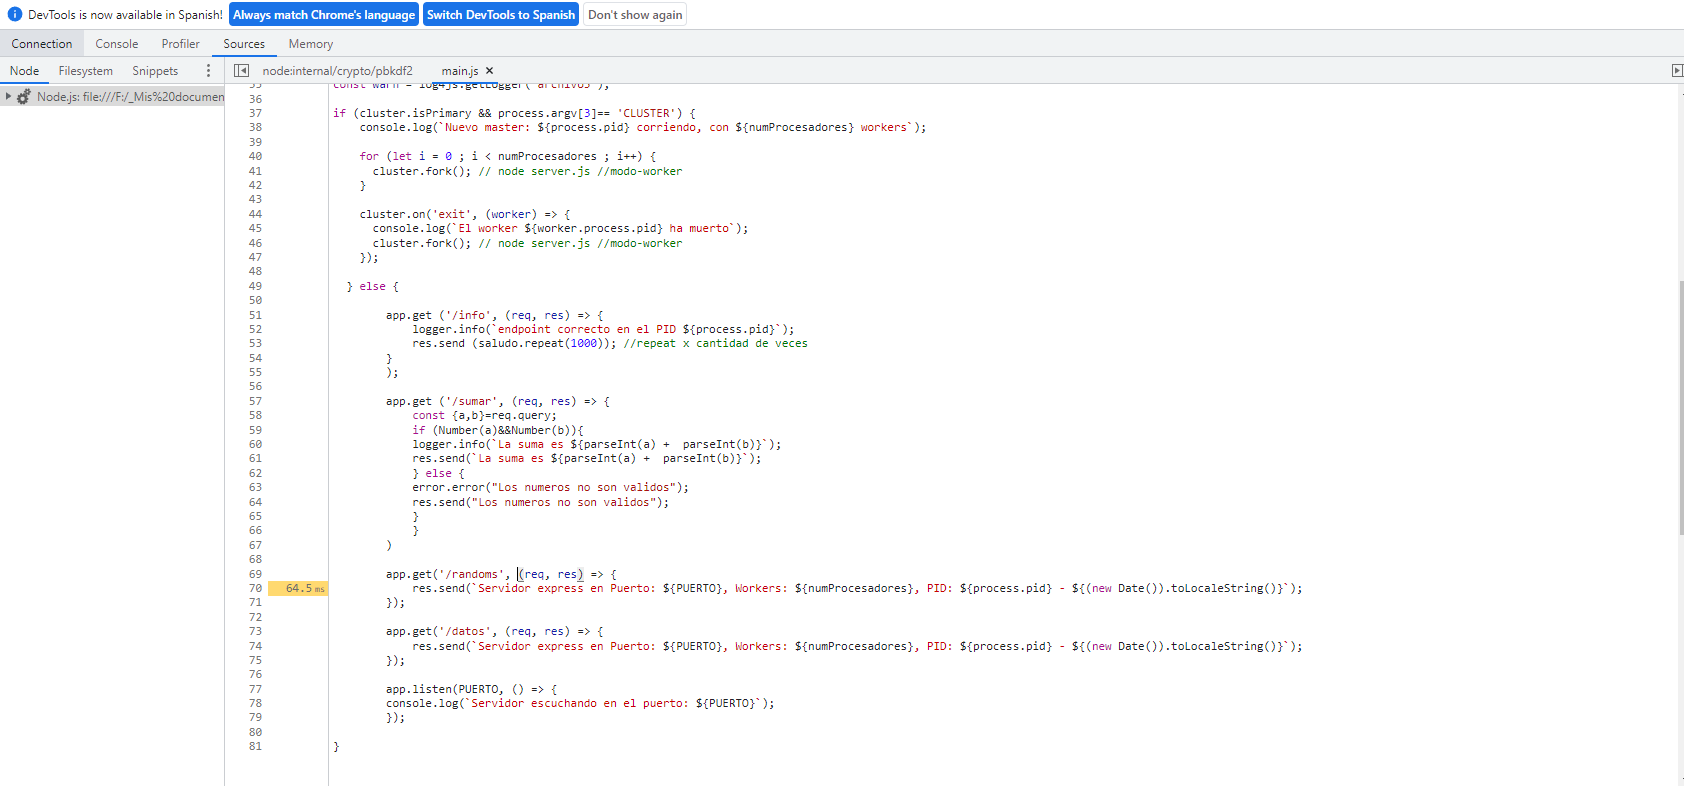 DevTools is now available in Spanish! Always match Chrome's language Switch DevTools to Spanish Don't show again
Connection Console Profiler Sources Memory
Node Filesystem Snippets node:internal/crypto/pbkdf2 main.js ×
Node.js: file:///F:/_Mis%20documen
35 const warn = log4js.getLogger('archivo3');
36
37 if (cluster.isPrimary && process.argv[3]== 'CLUSTER') {
38 console.log(`Nuevo master: ${process.pid} corriendo, con ${numProcesadores} workers`);
39
40 for (let i = 0 ; i < numProcesadores ; i++) {
41 cluster.fork(); // node server.js //modo-worker
42 }
43
44 cluster.on('exit', (worker) => {
45 console.log(`El worker ${worker.process.pid} ha muerto`);
46 cluster.fork(); // node server.js //modo-worker
47 });
48
49 } else {
50
51 app.get ('/info', (req, res) => {
52 logger.info(`endpoint correcto en el PID ${process.pid}`);
53 res.send (saludo.repeat(1000)); //repeat x cantidad de veces
54 }
55 );
56
57 app.get ('/sumar', (req, res) => {
58 const {a,b}=req.query;
59 if (Number(a)&&Number(b)){
60 logger.info(`La suma es ${parseInt(a) +  parseInt(b)}`);
61 res.send(`La suma es ${parseInt(a) +  parseInt(b)}`);
62 } else {
63 error.error("Los numeros no son validos");
64 res.send("Los numeros no son validos");
65 }
66 }
67 )
68
69 app.get('/randoms', (req, res) => {
70 64.5 ms res.send(`Servidor express en Puerto: ${PUERTO}, Workers: ${numProcesadores}, PID: ${process.pid} - ${(new Date()).toLocaleString()}`);
71 });
72
73 app.get('/datos', (req, res) => {
74 res.send(`Servidor express en Puerto: ${PUERTO}, Workers: ${numProcesadores}, PID: ${process.pid} - ${(new Date()).toLocaleString()}`);
75 });
76
77 app.listen(PUERTO, () => {
78 console.log(`Servidor escuchando en el puerto: ${PUERTO}`);
79 });
80
81 }